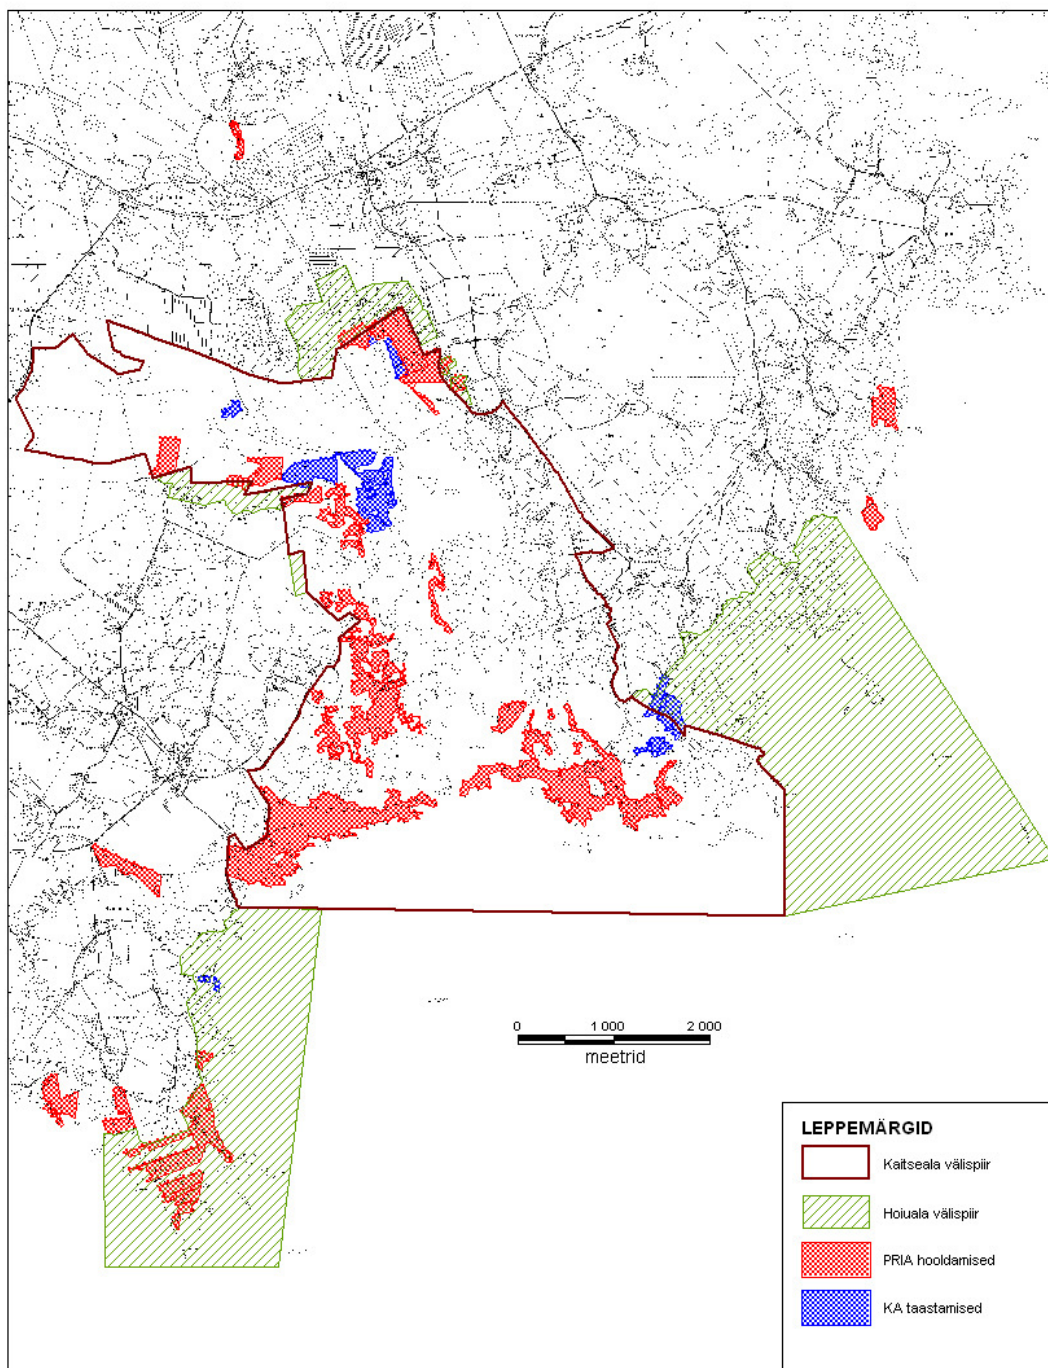 0 1 000 2 000
meetrid
LEPPEMÄRGID
Kaitseala välispiir
Hoiuala välispiir
PRIA hooldamised
KA taastamised